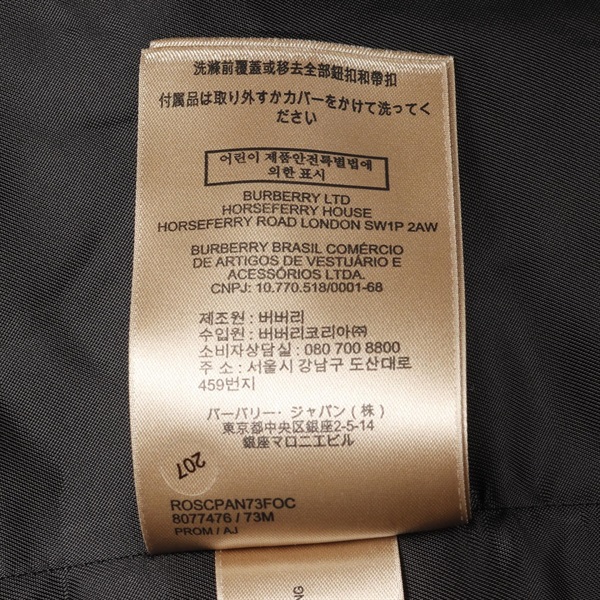 洗滌前覆蓋或移去全部鈕扣和帶扣
付属品は取り外すかカバーをかけて洗ってく
ださい
어린이 제품안전특별법에
의한 표시
BURBERRY LTD
HORSEFERRY HOUSE
HORSEFERRY ROAD LONDON SW1P 2AW
BURBERRY BRASIL COMÉRCIO
DE ARTIGOS DE VESTUÁRIO E
ACESSÓRIOS LTDA.
CNPJ: 10.770.518/0001-68
제조원 : 버버리
수입원 : 버버리코리아㈜
소비자상담실 : 080 700 8800
주 소 : 서울시 강남구 도산대로
459번지
バーバリー・ジャパン ( 株 )
東京都中央区銀座2-5-14
銀座マロニエビル
207
ROSCPAN73FOC
8077476 / 73M
PROM / AJ
NG